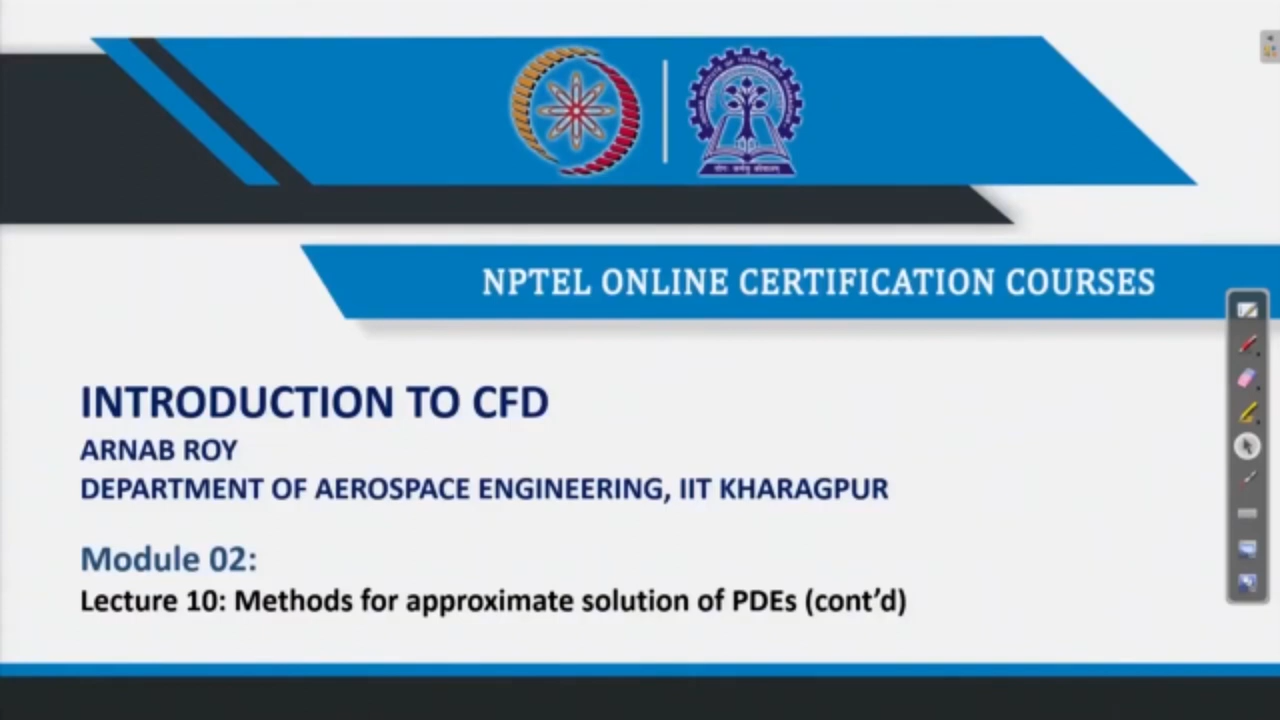 NPTEL ONLINE CERTIFICATION COURSES
INTRODUCTION TO CFD
ARNAB ROY
DEPARTMENT OF AEROSPACE ENGINEERING, IIT KHARAGPUR
Module 02:
Lecture 10: Methods for approximate solution of PDEs (cont’d)